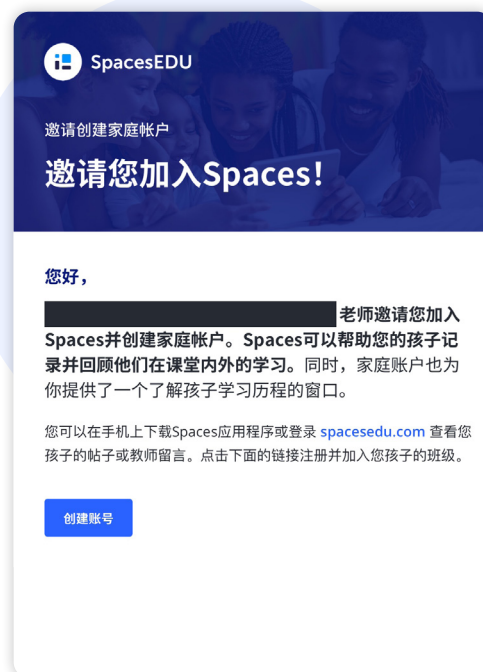 SpacesEDU
邀请创建家庭帐户
邀请您加入Spaces!
您好，
老师邀请您加入
Spaces并创建家庭帐户。Spaces可以帮助您的孩子记
录并回顾他们在课堂内外的学习。同时，家庭账户也为
你提供了一个了解孩子学习历程的窗口。
您可以在手机上下载Spaces应用程序或登录 spacesedu.com 查看您
孩子的帖子或教师留言。点击下面的链接注册并加入您孩子的班级。
创建账号